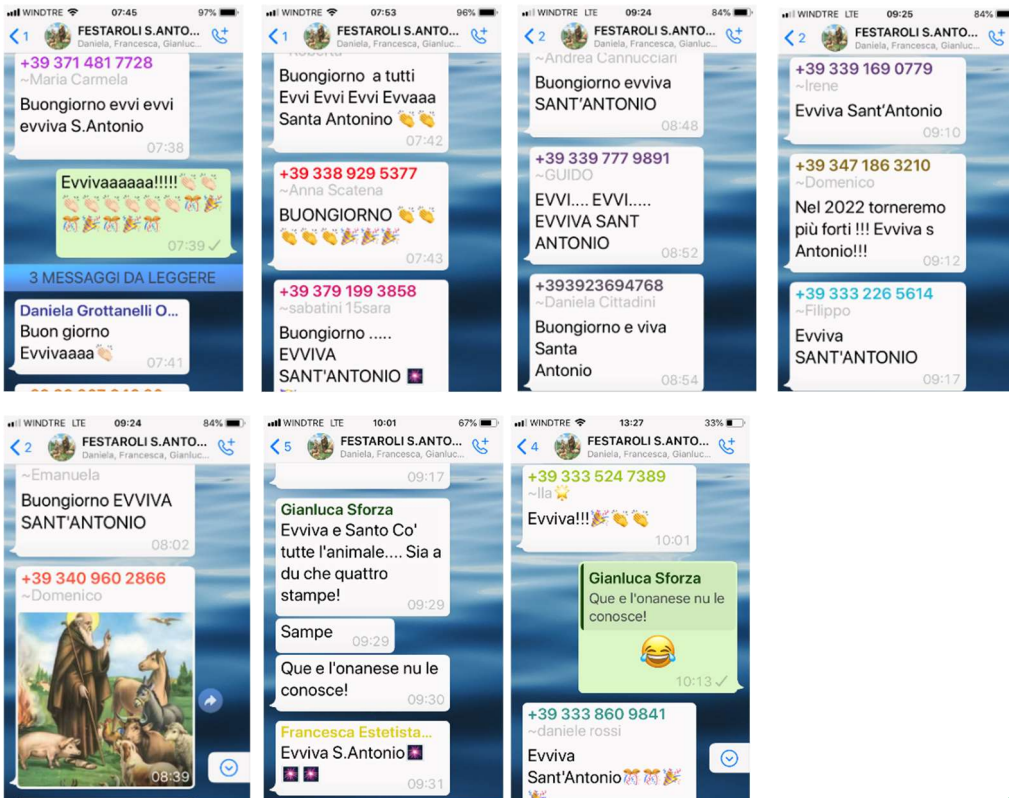 WINDTRE 07:45 97%
1 FESTAROLI S.ANTO...
Daniela, Francesca, Gianluc...
+39 371 481 7728
~Maria Carmela
Buongiorno evvi evvi
evviva S.Antonio
07:38
Evvivaaaaaa!!!!!👏🏻👏🏻
👏🏻👏🏻👏🏻👏🏻👏🏻👏🏻🎊🎉
🎊🎉🎊🎉🎊
07:39
3 MESSAGGI DA LEGGERE
Daniela Grottanelli O...
Buon giorno
Evvivaaaa👏🏻
07:41
WINDTRE 07:53 96%
1 FESTAROLI S.ANTO...
Daniela, Francesca, Gianluc...
Buongiorno a tutti
Evvi Evvi Evvi Evvaaa
Santa Antonino 👏👏
07:42
+39 338 929 5377
~Anna Scatena
BUONGIORNO 👏👏
👏👏👏🎉🎉🎉
07:43
+39 379 199 3858
~sabatini 15sara
Buongiorno .....
EVVIVA
SANT'ANTONIO 🎆
WINDTRE LTE 09:24 84%
2 FESTAROLI S.ANTO...
Daniela, Francesca, Gianluc...
~Andrea Cannucciari
Buongiorno evviva
SANT'ANTONIO
08:48
+39 339 777 9891
~GUIDO
EVVI.... EVVI.....
EVVIVA SANT
ANTONIO
08:52
+393923694768
~Daniela Cittadini
Buongiorno e viva
Santa
Antonio
08:54
WINDTRE LTE 09:25 84%
2 FESTAROLI S.ANTO...
Daniela, Francesca, Gianluc...
+39 339 169 0779
~Irene
Evviva Sant'Antonio
09:10
+39 347 186 3210
~Domenico
Nel 2022 torneremo
più forti !!! Evviva s
Antonio!!!
09:12
+39 333 226 5614
~Filippo
Evviva
SANT'ANTONIO
09:17
WINDTRE LTE 09:24 84%
2 FESTAROLI S.ANTO...
Daniela, Francesca, Gianluc...
~Emanuela
Buongiorno EVVIVA
SANT'ANTONIO
08:02
+39 340 960 2866
~Domenico
08:39
WINDTRE LTE 10:01 67%
5 FESTAROLI S.ANTO...
Daniela, Francesca, Gianluc...
09:17
Gianluca Sforza
Evviva e Santo Co'
tutte l'animale.... Sia a
du che quattro
stampe!
09:29
Sampe 09:29
Que e l'onanese nu le
conosce!
09:30
Francesca Estetista...
Evviva S.Antonio🎆
🎆🎆
09:31
WINDTRE 13:27 33%
4 FESTAROLI S.ANTO...
Daniela, Francesca, Gianluc...
+39 333 524 7389
~Ila🌟
Evviva!!!🎉👏👏
10:01
Gianluca Sforza
Que e l'onanese nu le
conosce!
😂
10:13
+39 333 860 9841
~daniele rossi
Evviva
Sant'Antonio🎊🎊🎉